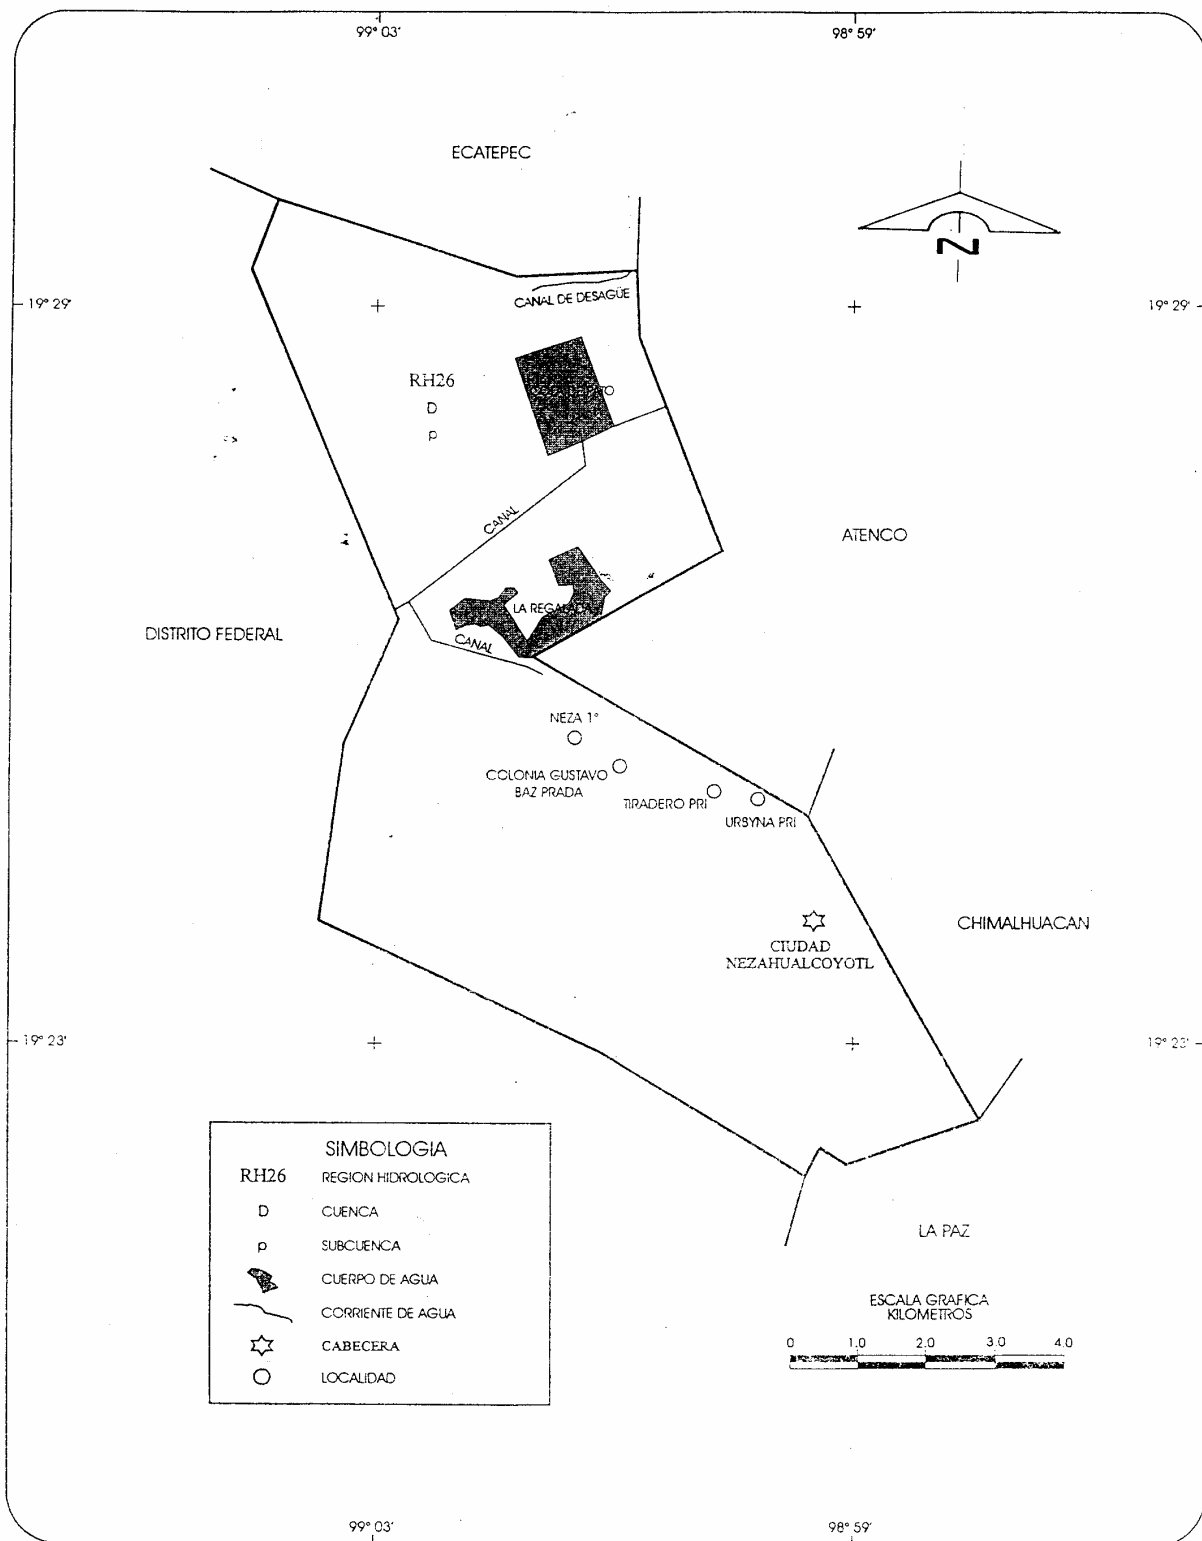 99° 03'
98° 59'
ECATEPEC
N
19° 29'
CANAL DE DESAGÜE
19° 29'
RH26
D
p
CANAL
ATENCO
LA REGALADA
DISTRITO FEDERAL
CANAL
NEZA 1ª
COLONIA GUSTAVO
BAZ PRADA
TIRADERO PRI
URBYNA PRI
CHIMALHUACAN
CIUDAD
NEZAHUALCOYOTL
19° 23'
19° 23'
SIMBOLOGIA
RH26 REGION HIDROLOGICA
D CUENCA
p SUBCUENCA
CUERPO DE AGUA
CORRIENTE DE AGUA
CABECERA
LOCALIDAD
LA PAZ
ESCALA GRAFICA
KILOMETROS
0 1.0 2.0 3.0 4.0
99° 03'
98° 59'